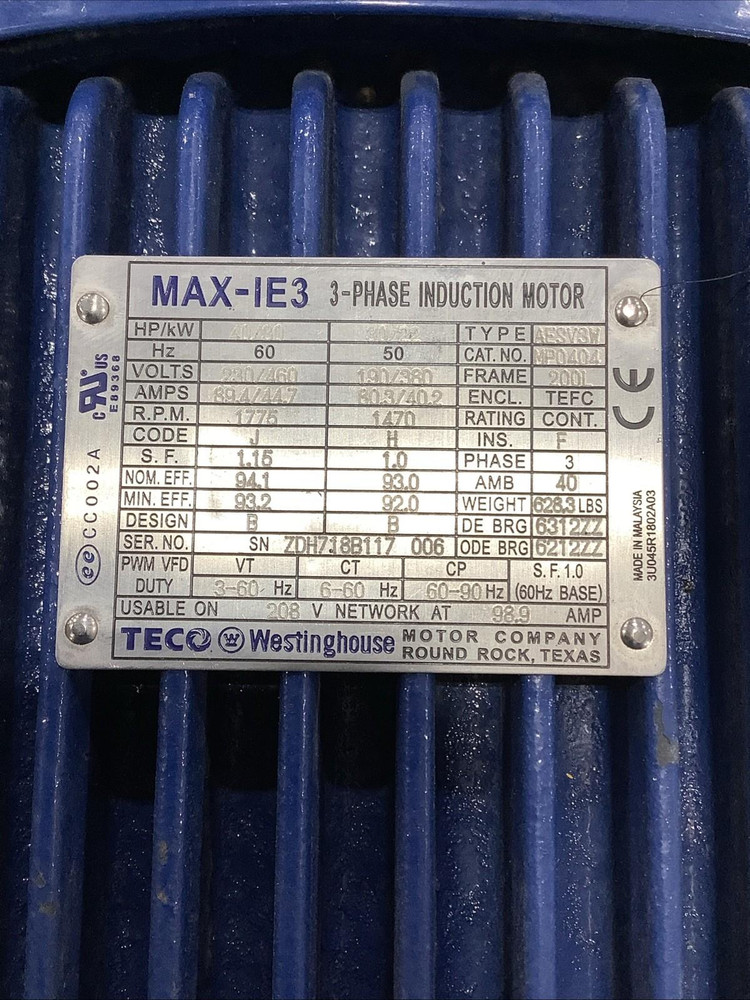 MAX-IE3 3-PHASE INDUCTION MOTOR
HP/kW 40/30 TYPE AESV3W
Hz 60 50 CAT. NO. NP0404
VOLTS 230/460 190/380 FRAME 200L
AMPS 89.4/44.7 80.3/40.2 ENCL. TEFC
R.P.M. 1775 1470 RATING CONT.
CODE J H INS. F
S. F. 1.15 1.0 PHASE 3
NOM. EFF. 94.1 93.0 AMB 40
MIN. EFF. 93.2 92.0 WEIGHT 626.3 LBS
DESIGN B B DE BRG 6312ZZ
SER. NO. SN ZDH718B117 006 ODE BRG 6212ZZ
PWM VFD DUTY VT CT CP S.F. 1.0
3-60 Hz 6-60 Hz 60-90 Hz (60Hz BASE)
USABLE ON 208 V NETWORK AT 98.9 AMP
TECO Westinghouse MOTOR COMPANY
ROUND ROCK, TEXAS
c RU US
E89368
ee CC002A
CE
MADE IN MALAYSIA
3U045R1802A03